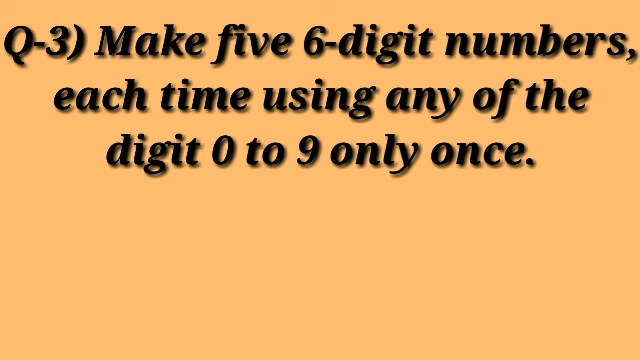 Q-3) Make five 6-digit numbers,
each time using any of the
digit 0 to 9 only once.